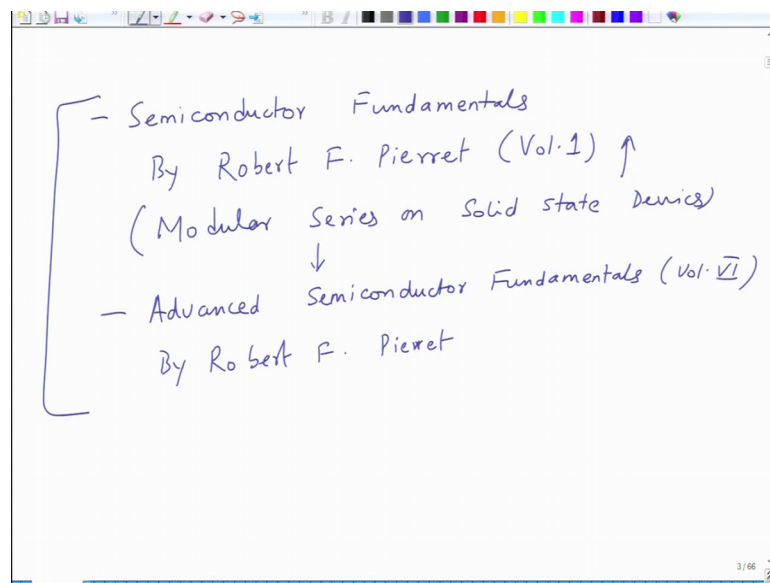 - Semiconductor Fundamentals
By Robert F. Pierret (Vol.1) ↑
(Modular Series on Solid State Devices)
↓
- Advanced Semiconductor Fundamentals (Vol. VI)
By Robert F. Pierret
3/66